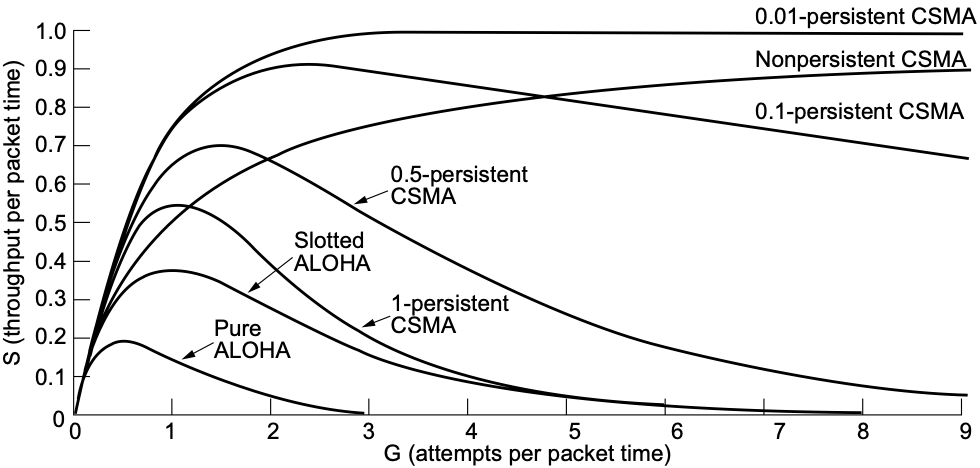 0.01-persistent CSMA
Nonpersistent CSMA
0.1-persistent CSMA
0.5-persistent
CSMA
Slotted
ALOHA
1-persistent
CSMA
Pure
ALOHA
S (throughput per packet time)
1.0
0.9
0.8
0.7
0.6
0.5
0.4
0.3
0.2
0.1
0
0 1 2 3 4 5 6 7 8 9
G (attempts per packet time)